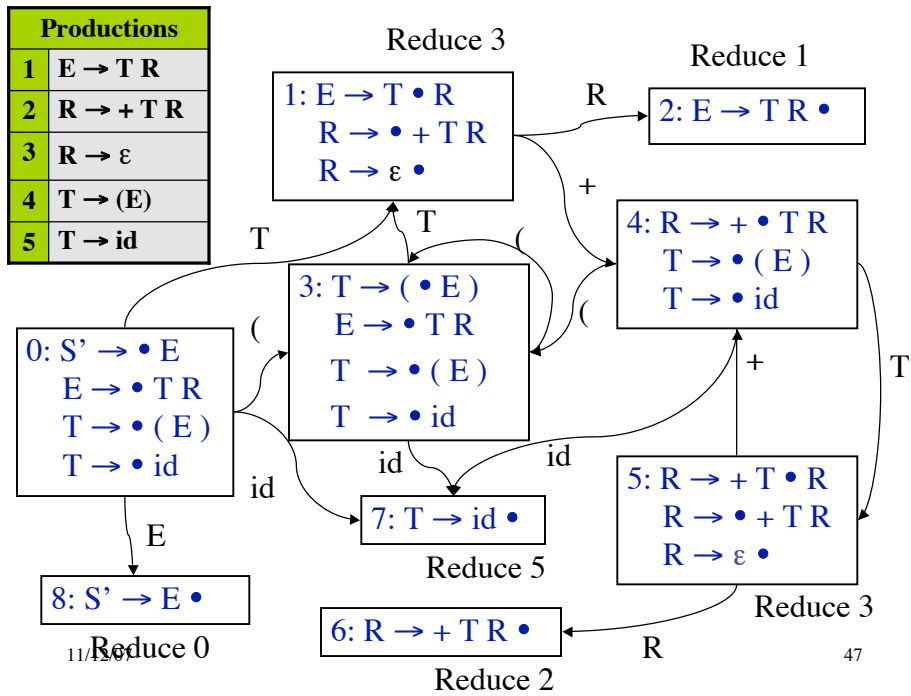 Productions
1 E → T R
2 R → + T R
3 R → ε
4 T → (E)
5 T → id
Reduce 3
1: E → T • R
R → • + T R
R → ε •
R
Reduce 1
2: E → T R •
+
T
T
(
(
(
3: T → ( • E )
E → • T R
T → • ( E )
T → • id
4: R → + • T R
T → • ( E )
T → • id
0: S’ → • E
E → • T R
T → • ( E )
T → • id
T
+
id
id
id
5: R → + T • R
R → • + T R
R → ε •
Reduce 3
7: T → id •
Reduce 5
E
8: S’ → E •
Reduce 0
6: R → + T R •
Reduce 2
R
47